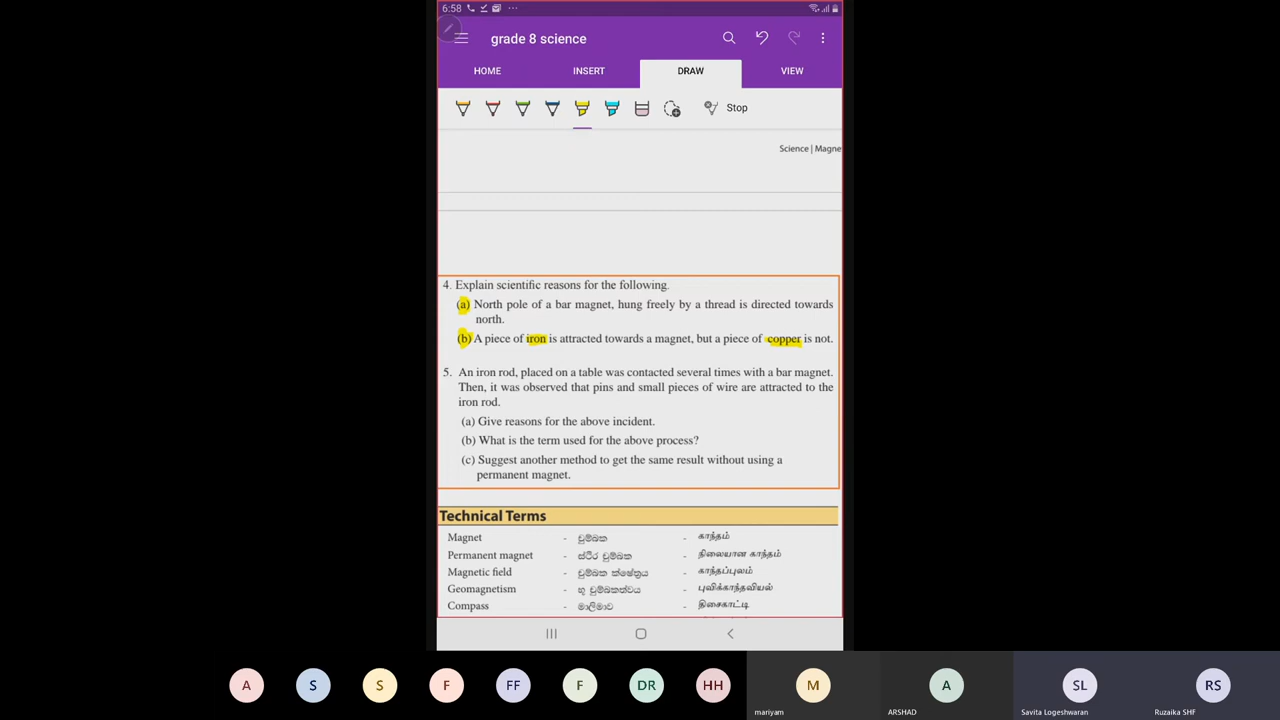 6:58
grade 8 science
HOME INSERT DRAW VIEW
Stop
Science | Magne
4. Explain scientific reasons for the following.
(a) North pole of a bar magnet, hung freely by a thread is directed towards
north.
(b) A piece of iron is attracted towards a magnet, but a piece of copper is not.
5. An iron rod, placed on a table was contacted several times with a bar magnet.
Then, it was observed that pins and small pieces of wire are attracted to the
iron rod.
(a) Give reasons for the above incident.
(b) What is the term used for the above process?
(c) Suggest another method to get the same result without using a
permanent magnet.
Technical Terms
Magnet - චුම්බක - காந்தம்
Permanent magnet - ස්ථිර චුම්බක - நிலையான காந்தம்
Magnetic field - චුම්බක ක්ෂේත්‍රය - காந்தப்புலம்
Geomagnetism - භූ චුම්බකත්වය - புவிக்காந்தவியல்
Compass - මාලිමාව - திசைகாட்டி
A S S F FF F DR HH M A SL RS
mariyam ARSHAD Savita Logeshwaran Ruzaika SHF